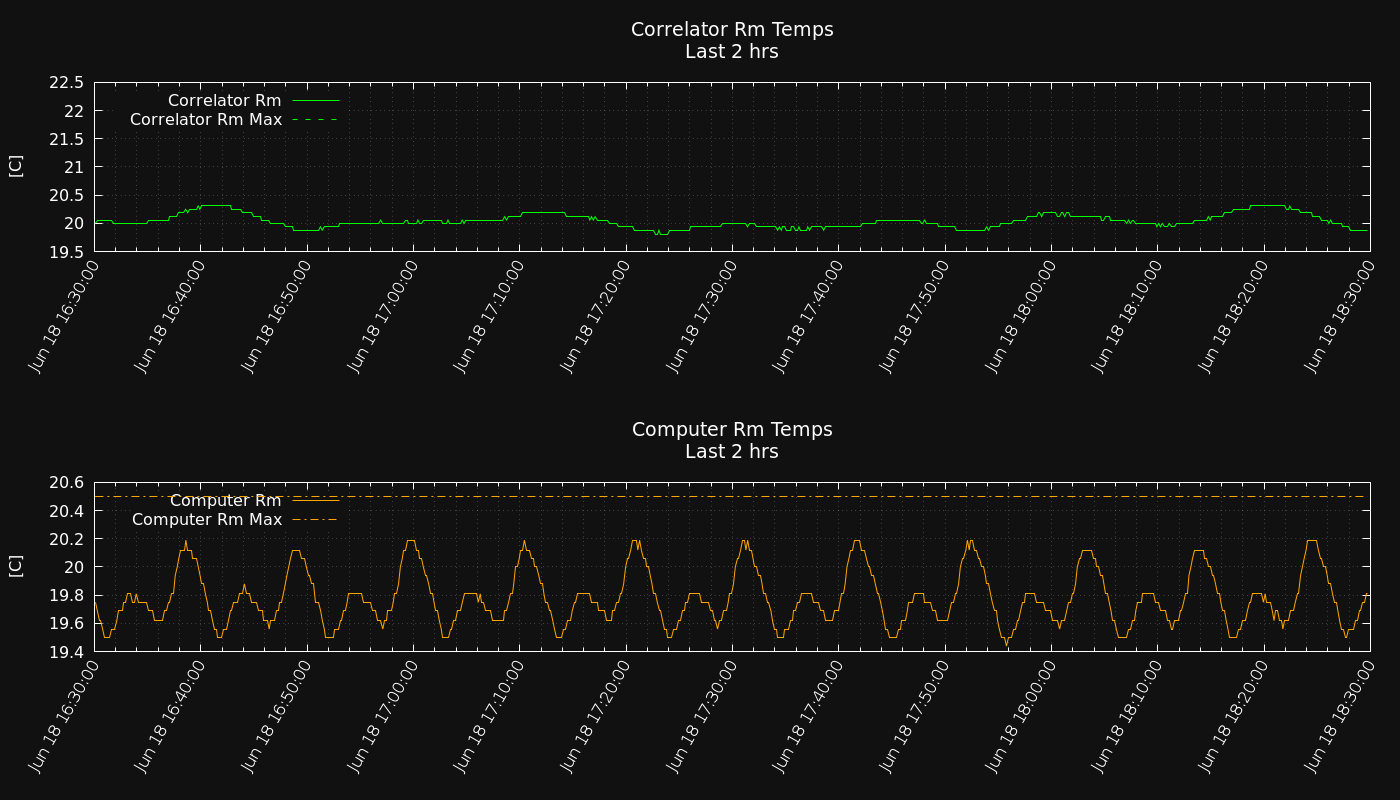 Correlator Rm Temps
Last 2 hrs
22.5
22
21.5
21
20.5
20
19.5
[C]
Correlator Rm
Correlator Rm Max
Jun 18 16:30:00
Jun 18 16:40:00
Jun 18 16:50:00
Jun 18 17:00:00
Jun 18 17:10:00
Jun 18 17:20:00
Jun 18 17:30:00
Jun 18 17:40:00
Jun 18 17:50:00
Jun 18 18:00:00
Jun 18 18:10:00
Jun 18 18:20:00
Jun 18 18:30:00
Computer Rm Temps
Last 2 hrs
20.6
20.4
20.2
20
19.8
19.6
19.4
[C]
Computer Rm
Computer Rm Max
Jun 18 16:30:00
Jun 18 16:40:00
Jun 18 16:50:00
Jun 18 17:00:00
Jun 18 17:10:00
Jun 18 17:20:00
Jun 18 17:30:00
Jun 18 17:40:00
Jun 18 17:50:00
Jun 18 18:00:00
Jun 18 18:10:00
Jun 18 18:20:00
Jun 18 18:30:00